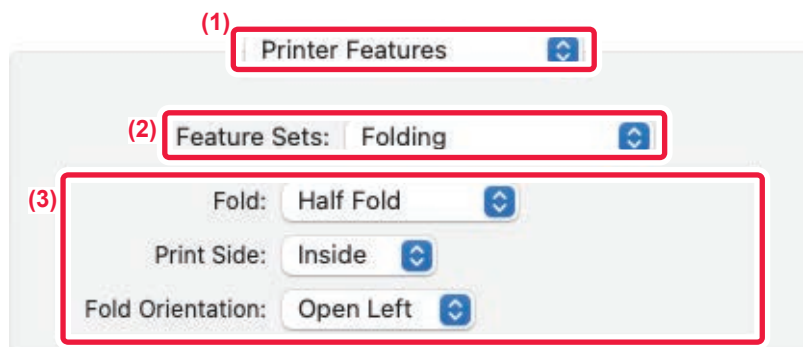 (1)
Printer Features
(2) Feature Sets: Folding
(3) Fold: Half Fold
Print Side: Inside
Fold Orientation: Open Left